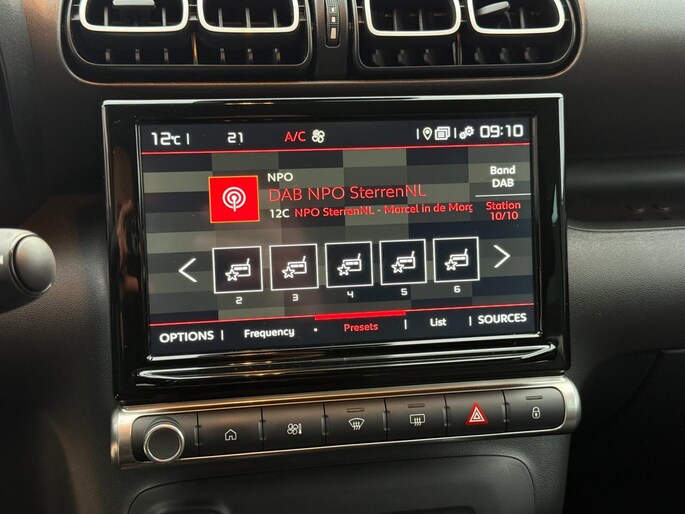 12°C | 21 A/C 09:10
NPO
DAB NPO SterrenNL
12C NPO SterrenNL - Marcel in de Morg
Band
DAB
Station
10/10
2 3 4 5 6
OPTIONS Frequency Presets List SOURCES